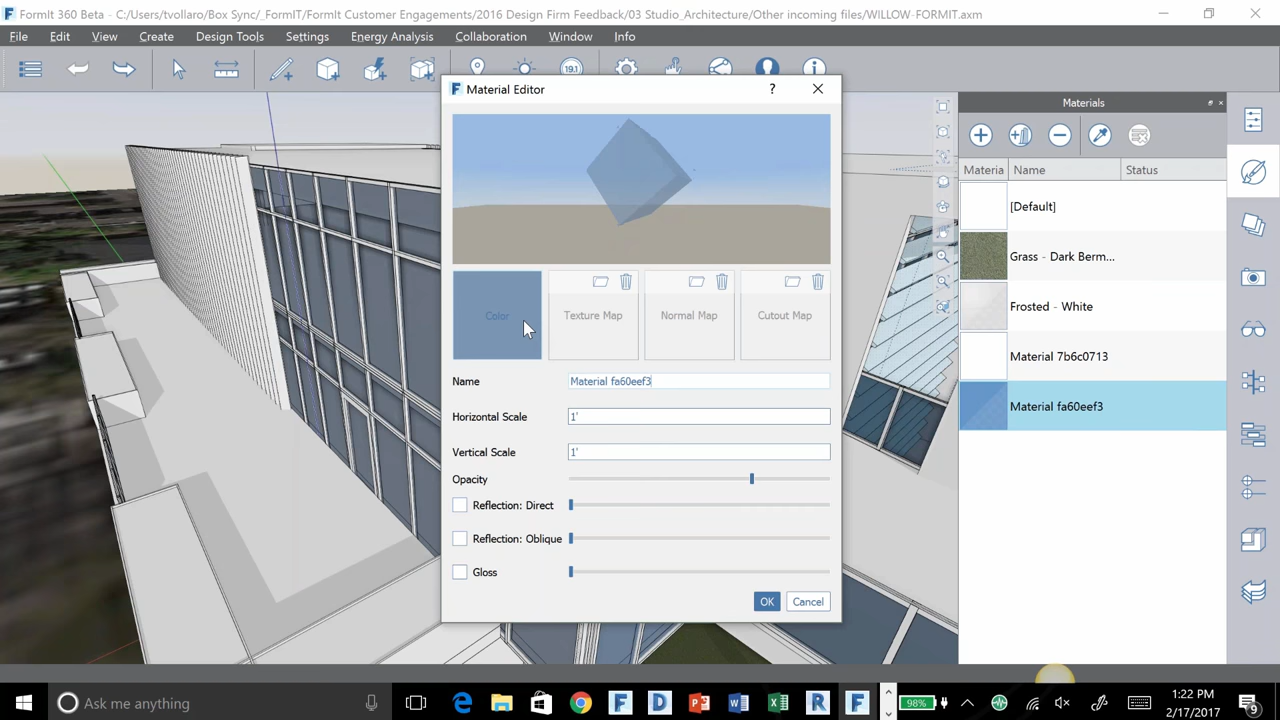 FormIt 360 Beta - C:/Users/tvollaro/Box Sync/_FormIT/FormIt Customer Engagements/2016 Design Firm Feedback/03 Studio_Architecture/Other incoming files/WILLOW-FORMIT.axm
File Edit View Create Design Tools Settings Energy Analysis Collaboration Window Info
19.1
Material Editor
?
Color
Texture Map
Normal Map
Cutout Map
Name Material fa60eef3
Horizontal Scale 1'
Vertical Scale 1'
Opacity
Reflection: Direct
Reflection: Oblique
Gloss
OK Cancel
Materials
Materia Name Status
[Default]
Grass - Dark Berm...
Frosted - White
Material 7b6c0713
Material fa60eef3
Ask me anything
98%
1:22 PM
2/17/2017
9